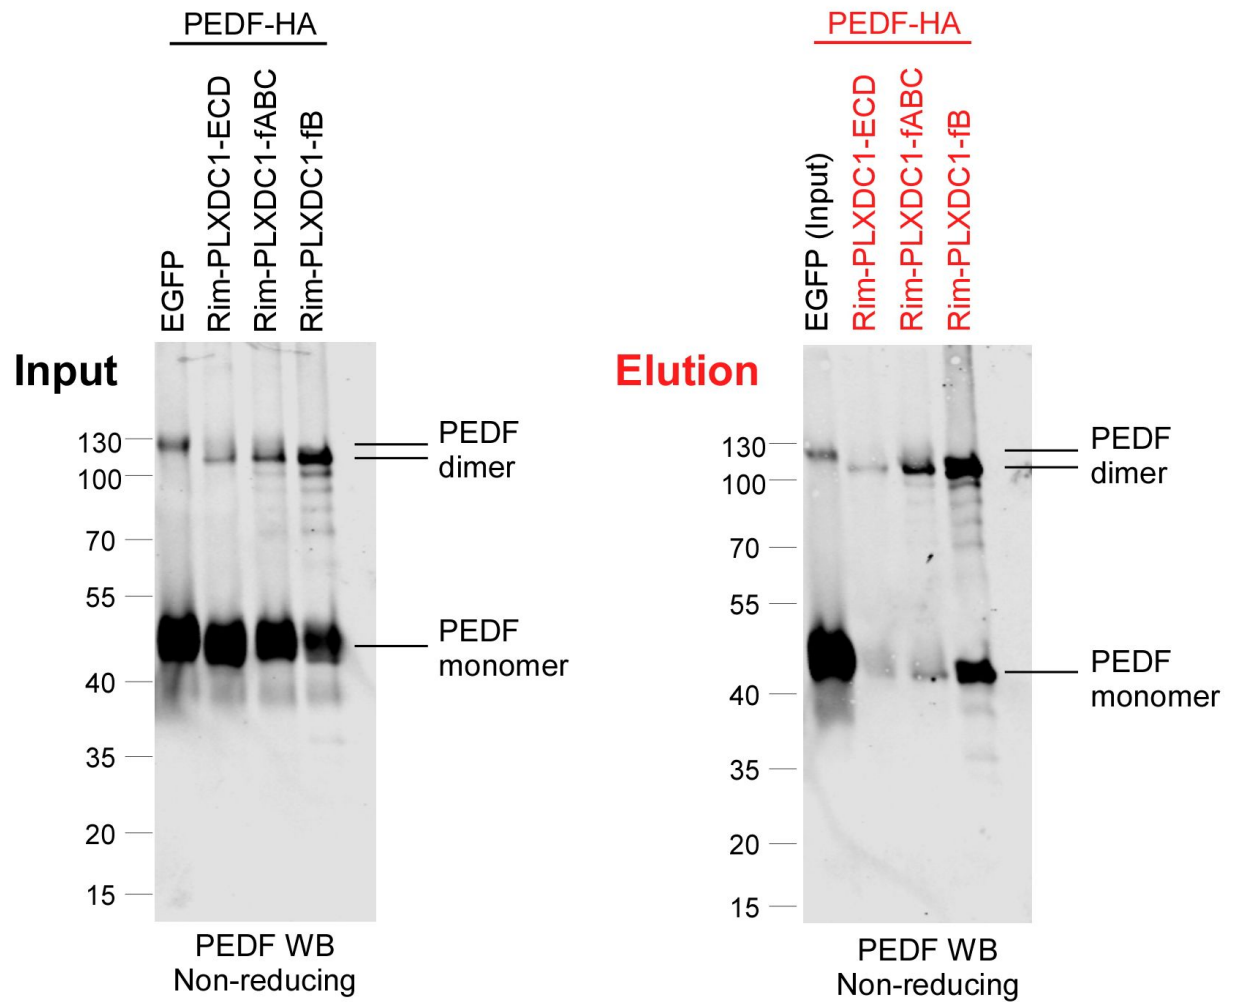 PEDF-HA
EGFP
Rim-PLXDC1-ECD
Rim-PLXDC1-fABC
Rim-PLXDC1-fB
Input
130
100
70
55
40
35
20
15
PEDF
dimer
PEDF
monomer
PEDF WB
Non-reducing
PEDF-HA
EGFP (Input)
Rim-PLXDC1-ECD
Rim-PLXDC1-fABC
Rim-PLXDC1-fB
Elution
130
100
70
55
40
35
20
15
PEDF
dimer
PEDF
monomer
PEDF WB
Non-reducing